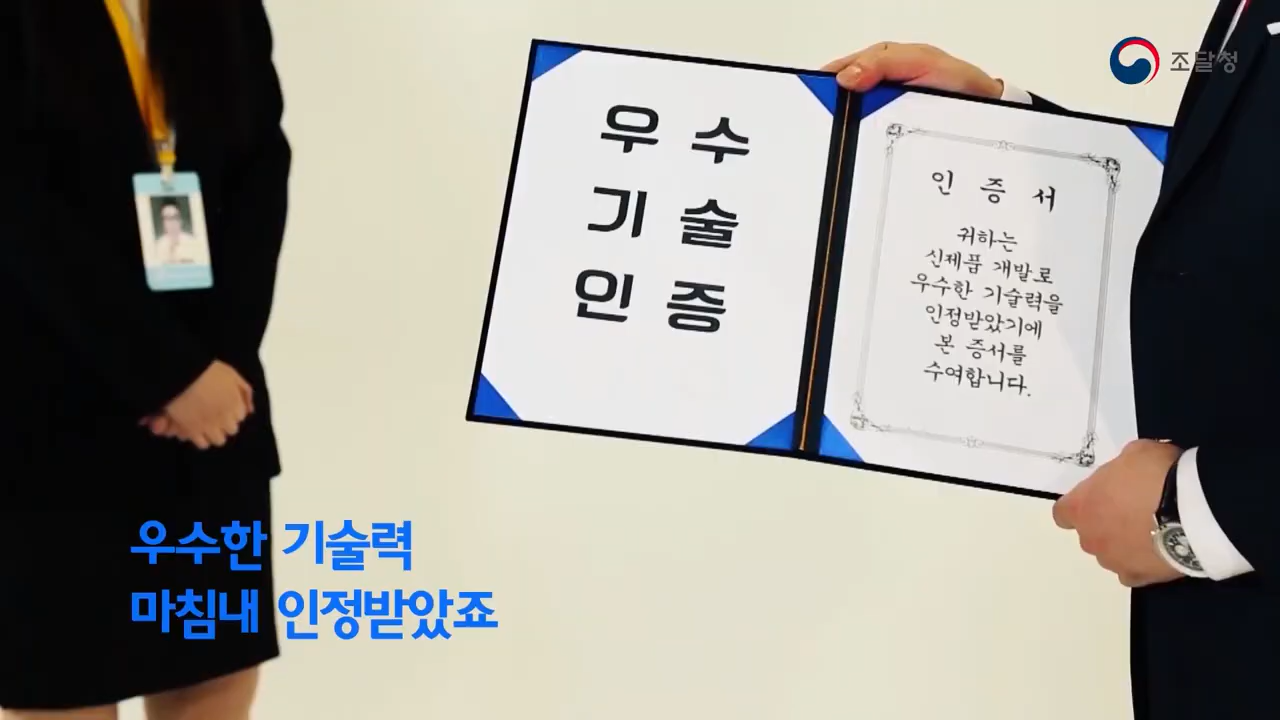 조달청
우수
기술
인증
인증서
귀하는
신제품 개발로
우수한 기술력을
인정받았기에
본 증서를
수여합니다.
우수한 기술력
마침내 인정받았죠